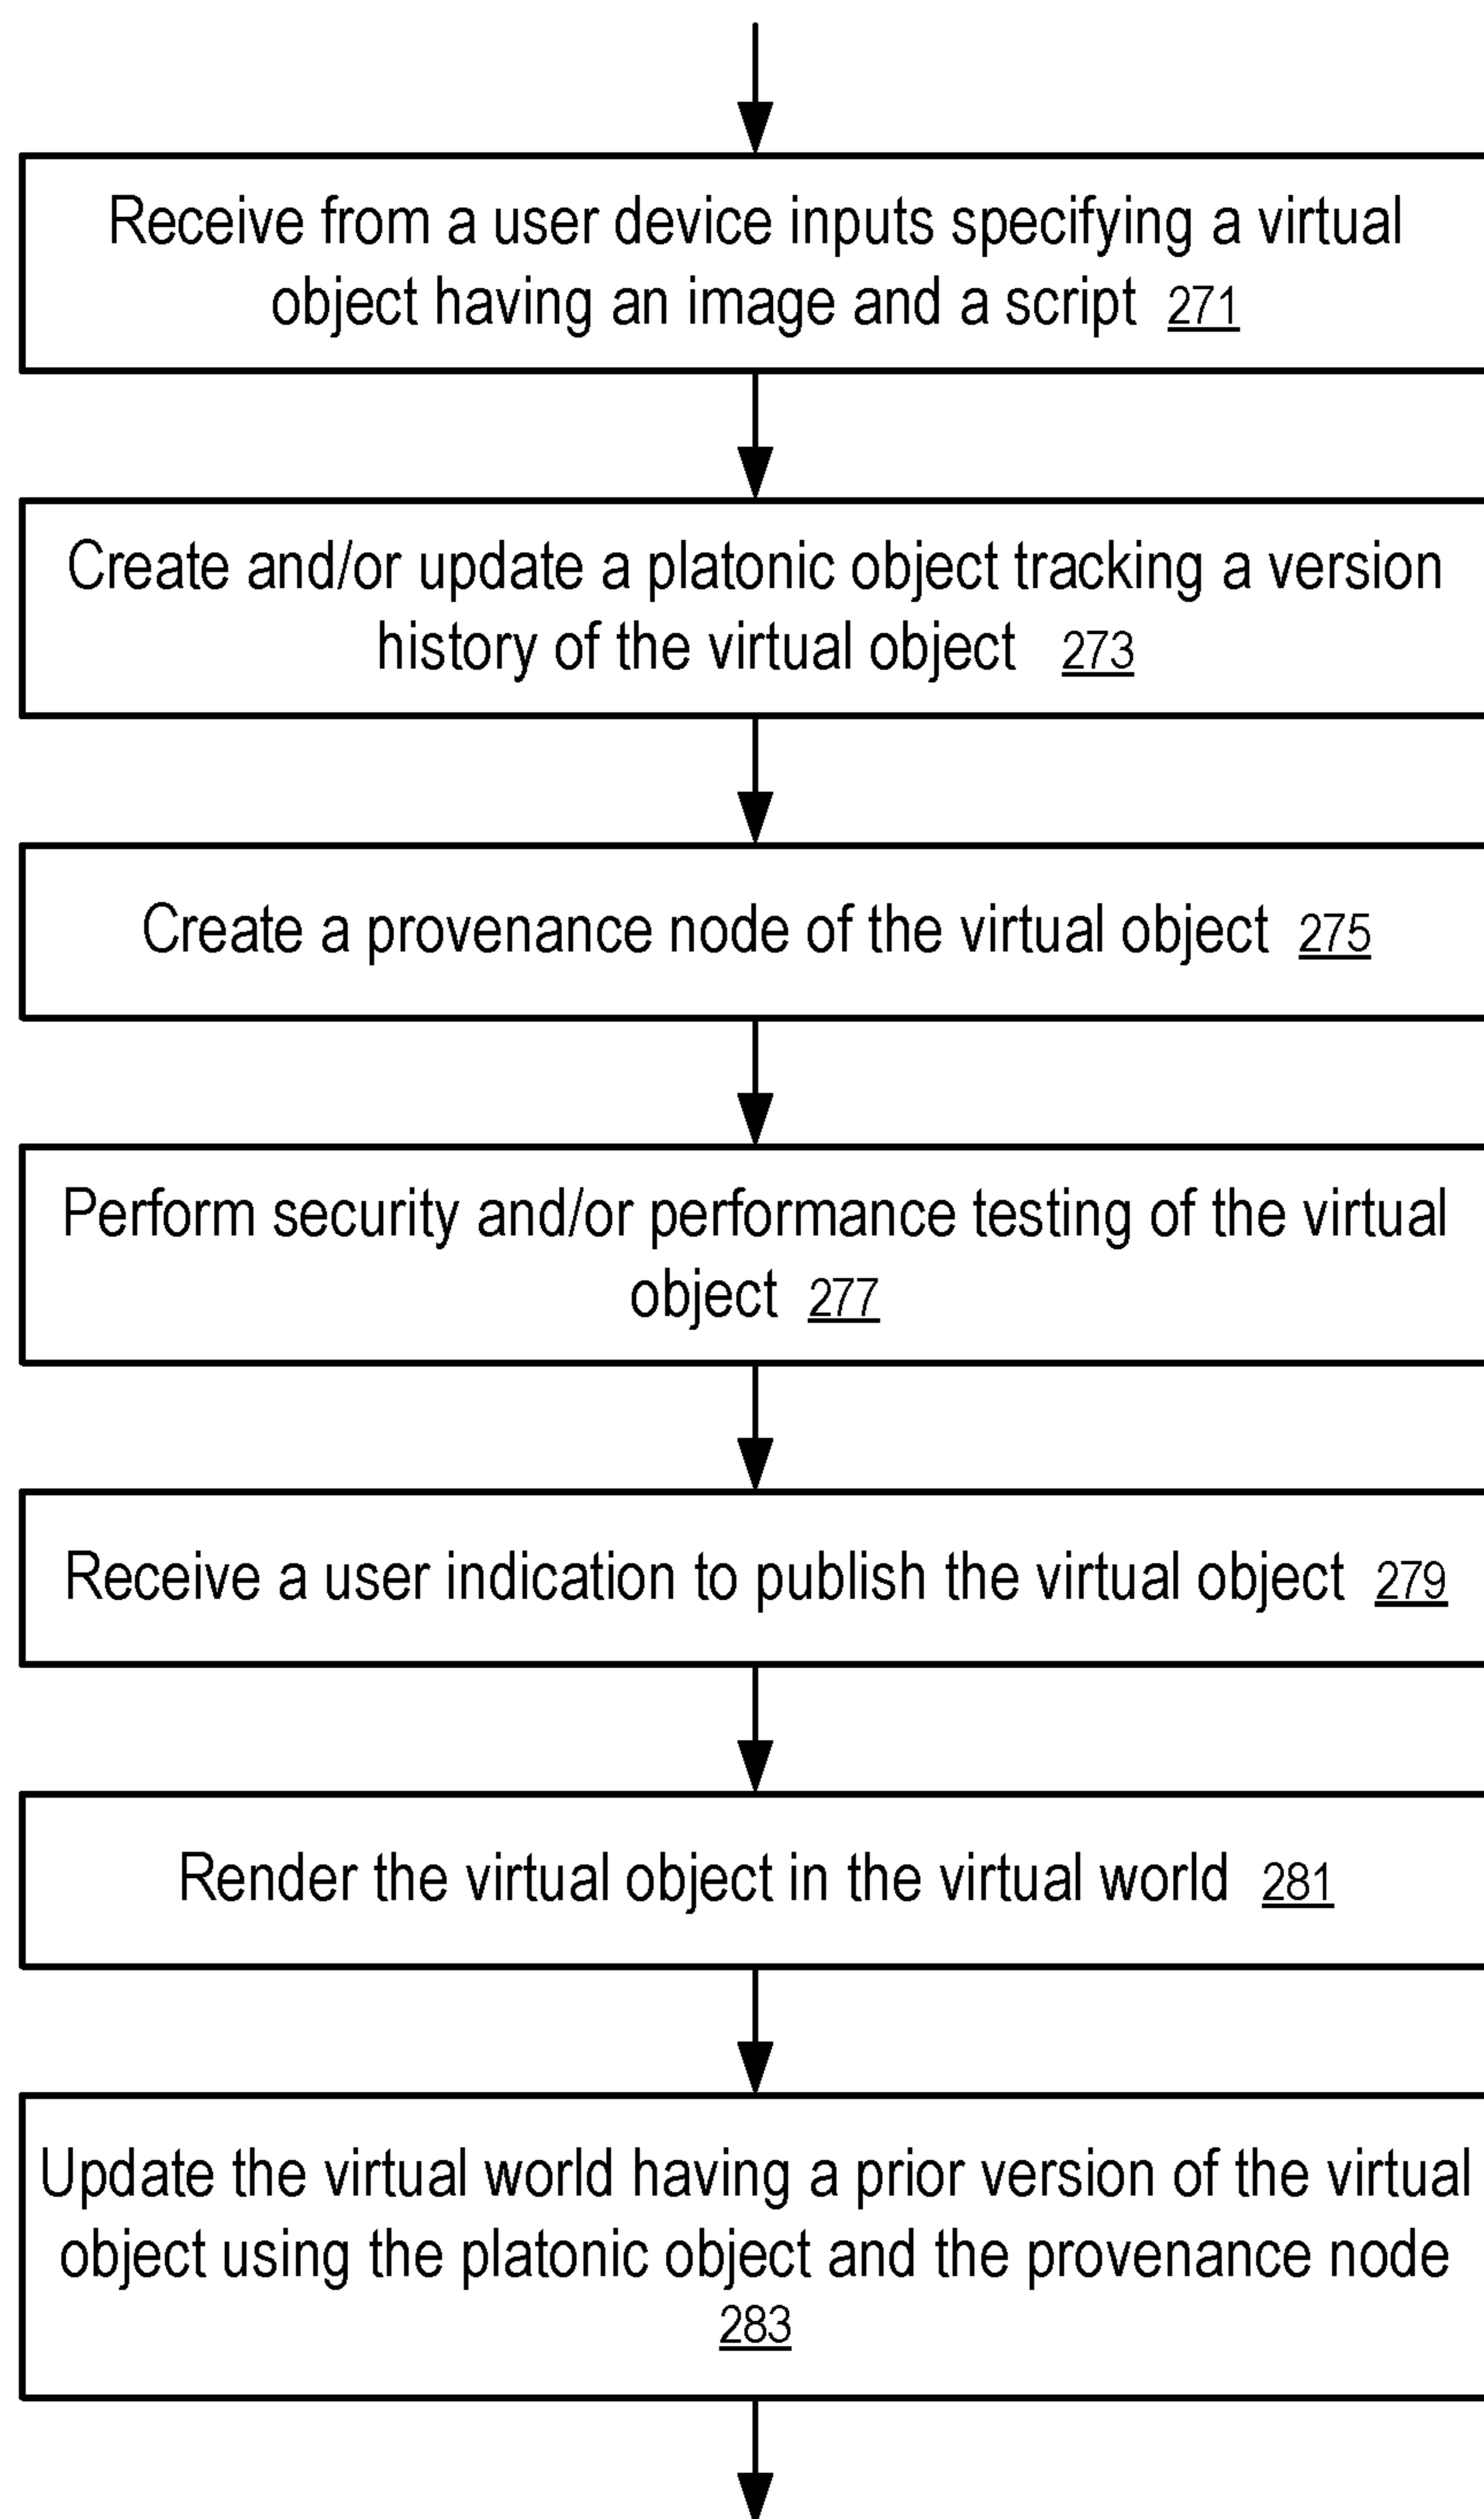 Receive from a user device inputs specifying a virtual
object having an image and a script 271
Create and/or update a platonic object tracking a version
history of the virtual object 273
Create a provenance node of the virtual object 275
Perform security and/or performance testing of the virtual
object 277
Receive a user indication to publish the virtual object 279
Render the virtual object in the virtual world 281
Update the virtual world having a prior version of the virtual
object using the platonic object and the provenance node
283